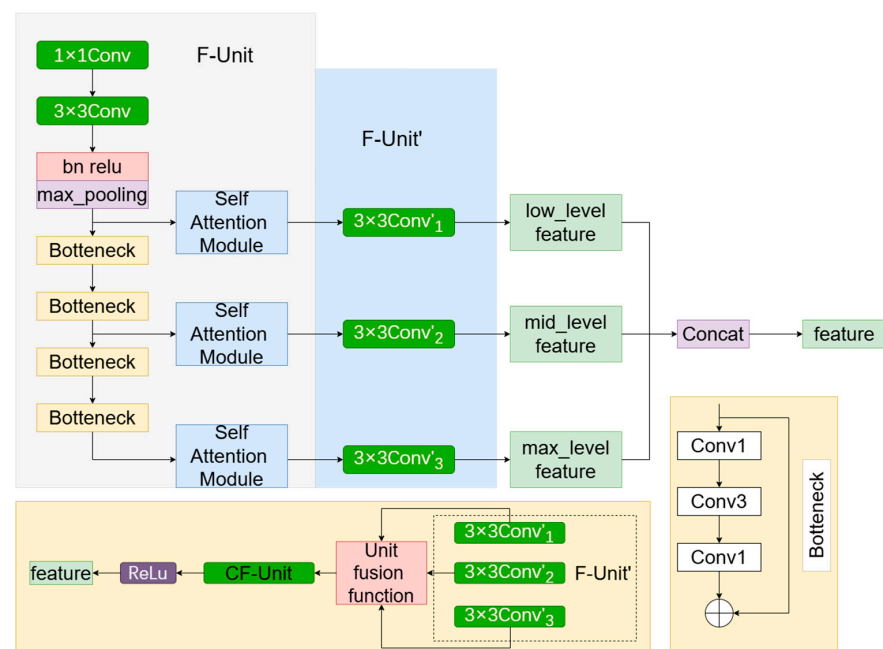 1×1Conv
F-Unit
3×3Conv
F-Unit'
bn relu
max_pooling
Self
Attention
Module
3×3Conv'1
low_level
feature
Botteneck
Botteneck
Self
Attention
Module
3×3Conv'2
mid_level
feature
Concat
feature
Botteneck
Botteneck
Self
Attention
Module
3×3Conv'3
max_level
feature
Conv1
Conv3
Conv1
Botteneck
feature
ReLu
CF-Unit
Unit
fusion
function
3×3Conv'1
3×3Conv'2
3×3Conv'3
F-Unit'